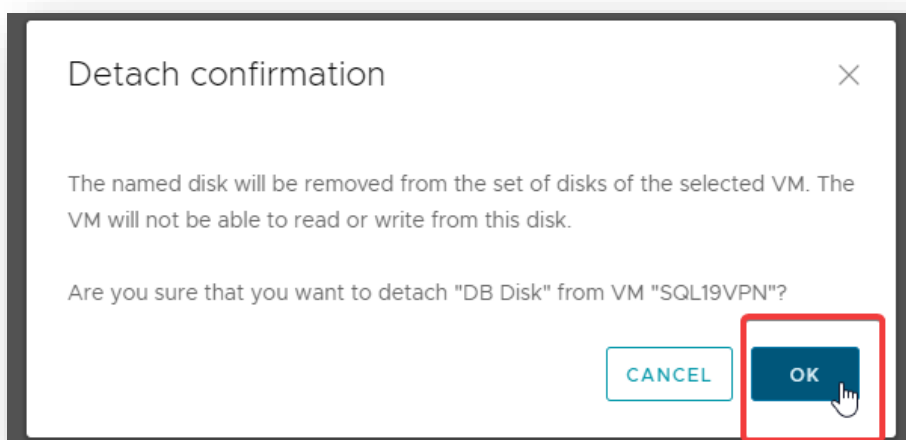 Detach confirmation
The named disk will be removed from the set of disks of the selected VM. The
VM will not be able to read or write from this disk.
Are you sure that you want to detach "DB Disk" from VM "SQL19VPN"?
CANCEL
OK